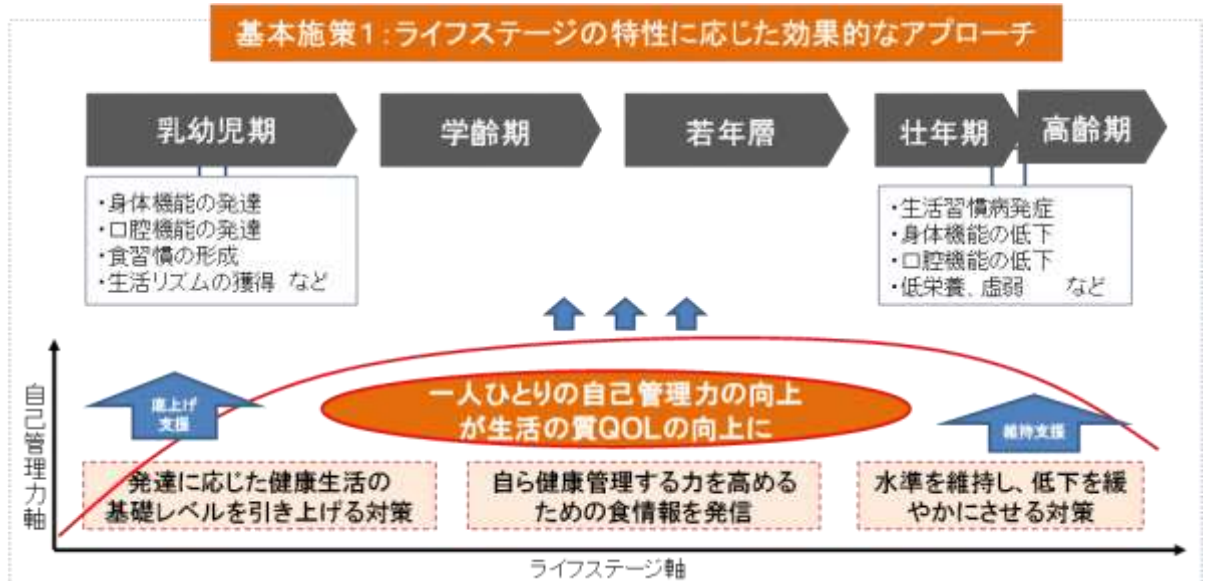 基本施策1:ライフステージの特性に応じた効果的なアプローチ
乳幼児期
学齢期
若年層
壮年期
高齢期
・身体機能の発達
・口腔機能の発達
・食習慣の形成
・生活リズムの獲得 など
・生活習慣病発症
・身体機能の低下
・口腔機能の低下
・低栄養、虚弱 など
自己管理力軸
底上げ
支援
一人ひとりの自己管理力の向上
が生活の質QOLの向上に
維持支援
発達に応じた健康生活の
基礎レベルを引き上げる対策
自ら健康管理する力を高める
ための食情報を発信
水準を維持し、低下を緩
やかにさせる対策
ライフステージ軸